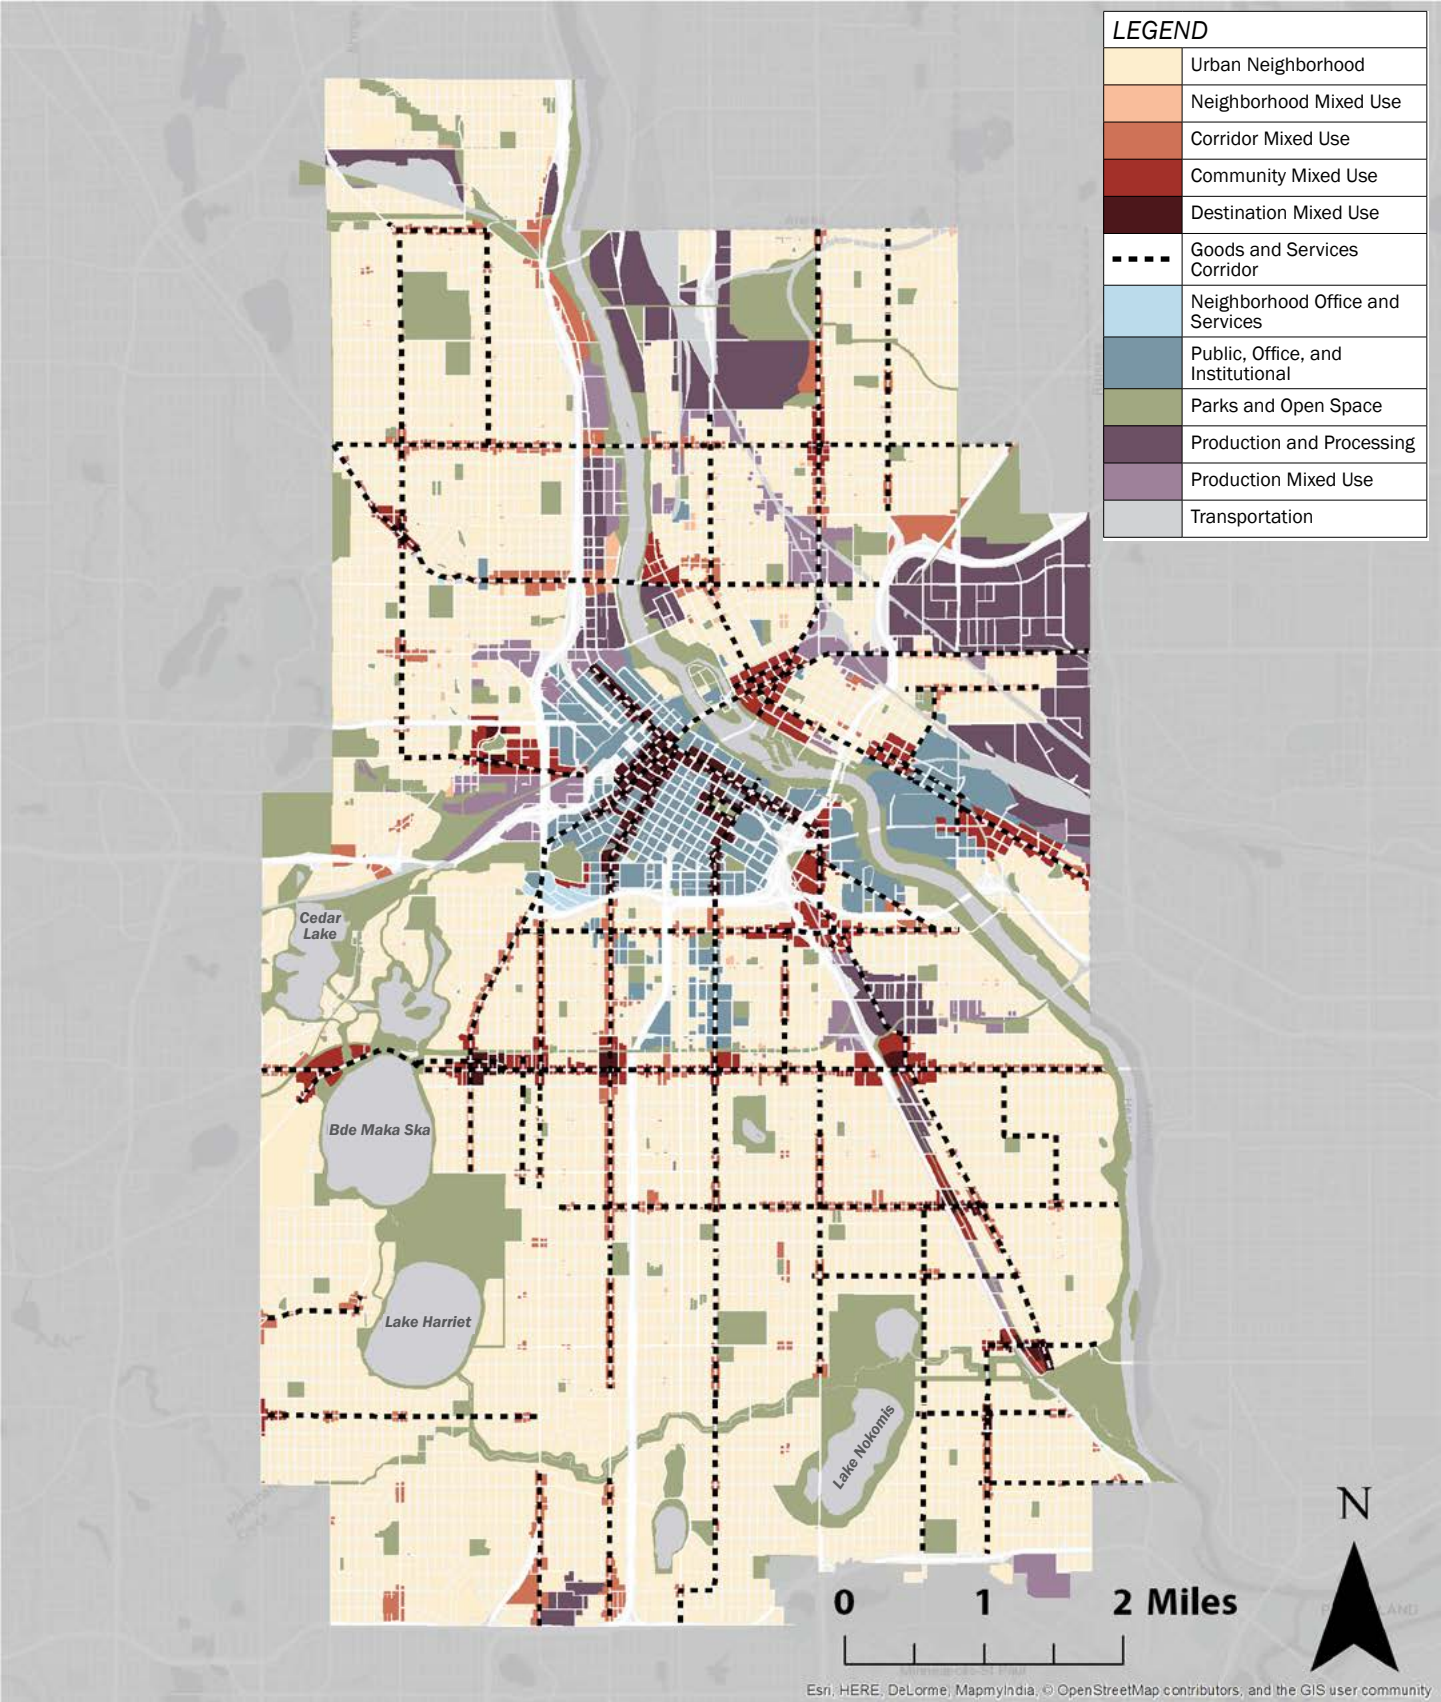 LEGEND
Urban Neighborhood
Neighborhood Mixed Use
Corridor Mixed Use
Community Mixed Use
Destination Mixed Use
Goods and Services
Corridor
Neighborhood Office and
Services
Public, Office, and
Institutional
Parks and Open Space
Production and Processing
Production Mixed Use
Transportation
Cedar
Lake
Bde Maka Ska
Lake Harriet
Lake Nokomis
N
0 1 2 Miles
Minneapolis-St Paul
Esri, HERE, DeLorme, MapmyIndia, © OpenStreetMap contributors, and the GIS user community